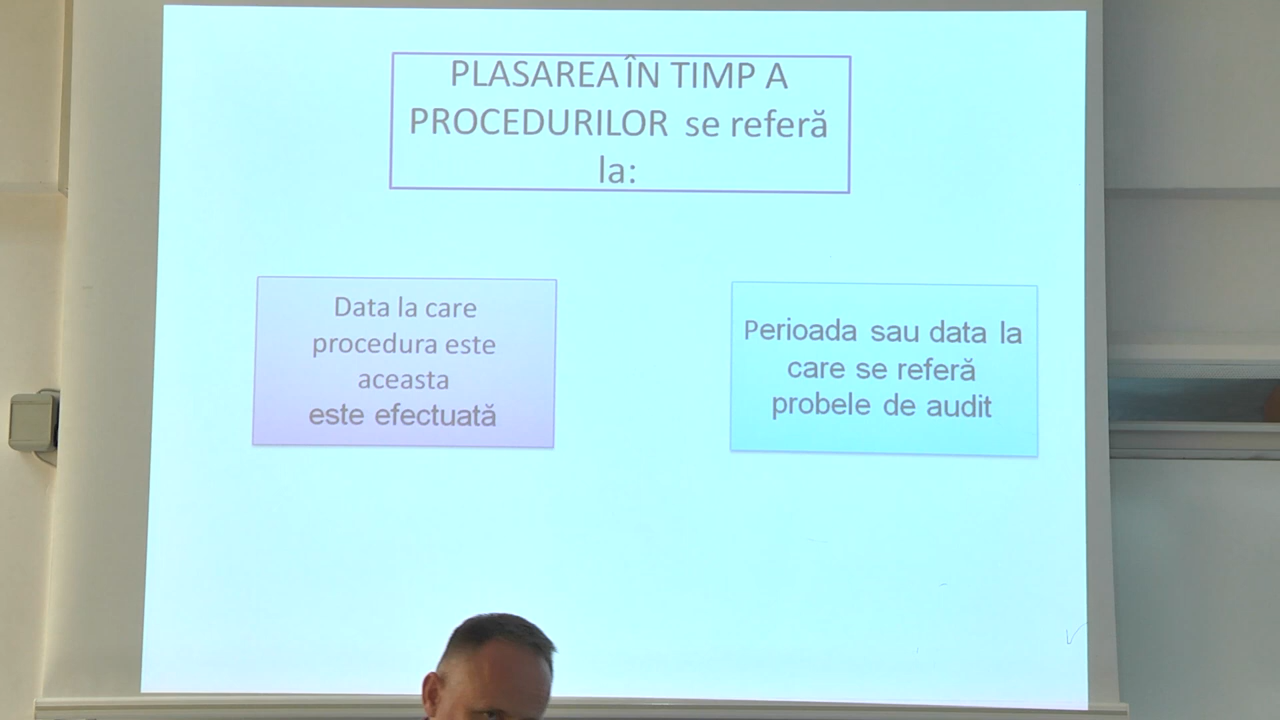 PLASAREA ÎN TIMP A
PROCEDURILOR se referă
la:
Data la care
procedura este
aceasta
este efectuată
Perioada sau data la
care se referă
probele de audit